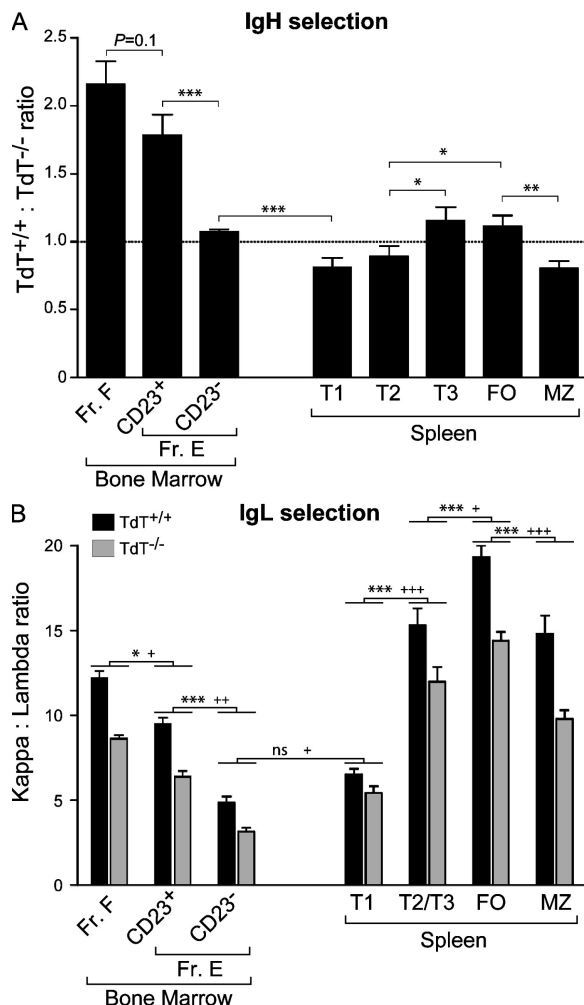 A
IgH selection
TdT+/+ : TdT-/- ratio
2.5
2.0
1.5
1.0
0.5
0
P=0.1
***
***
*
*
**
Fr. F
CD23+
CD23-
T1
T2
T3
FO
MZ
Fr. E
Spleen
Bone Marrow
B
IgL selection
TdT+/+
TdT-/-
Kappa : Lambda ratio
20
15
10
5
0
* +
*** ++
ns +
*** +++
*** +
*** +++
Fr. F
CD23+
CD23-
T1
T2/T3
FO
MZ
Fr. E
Spleen
Bone Marrow